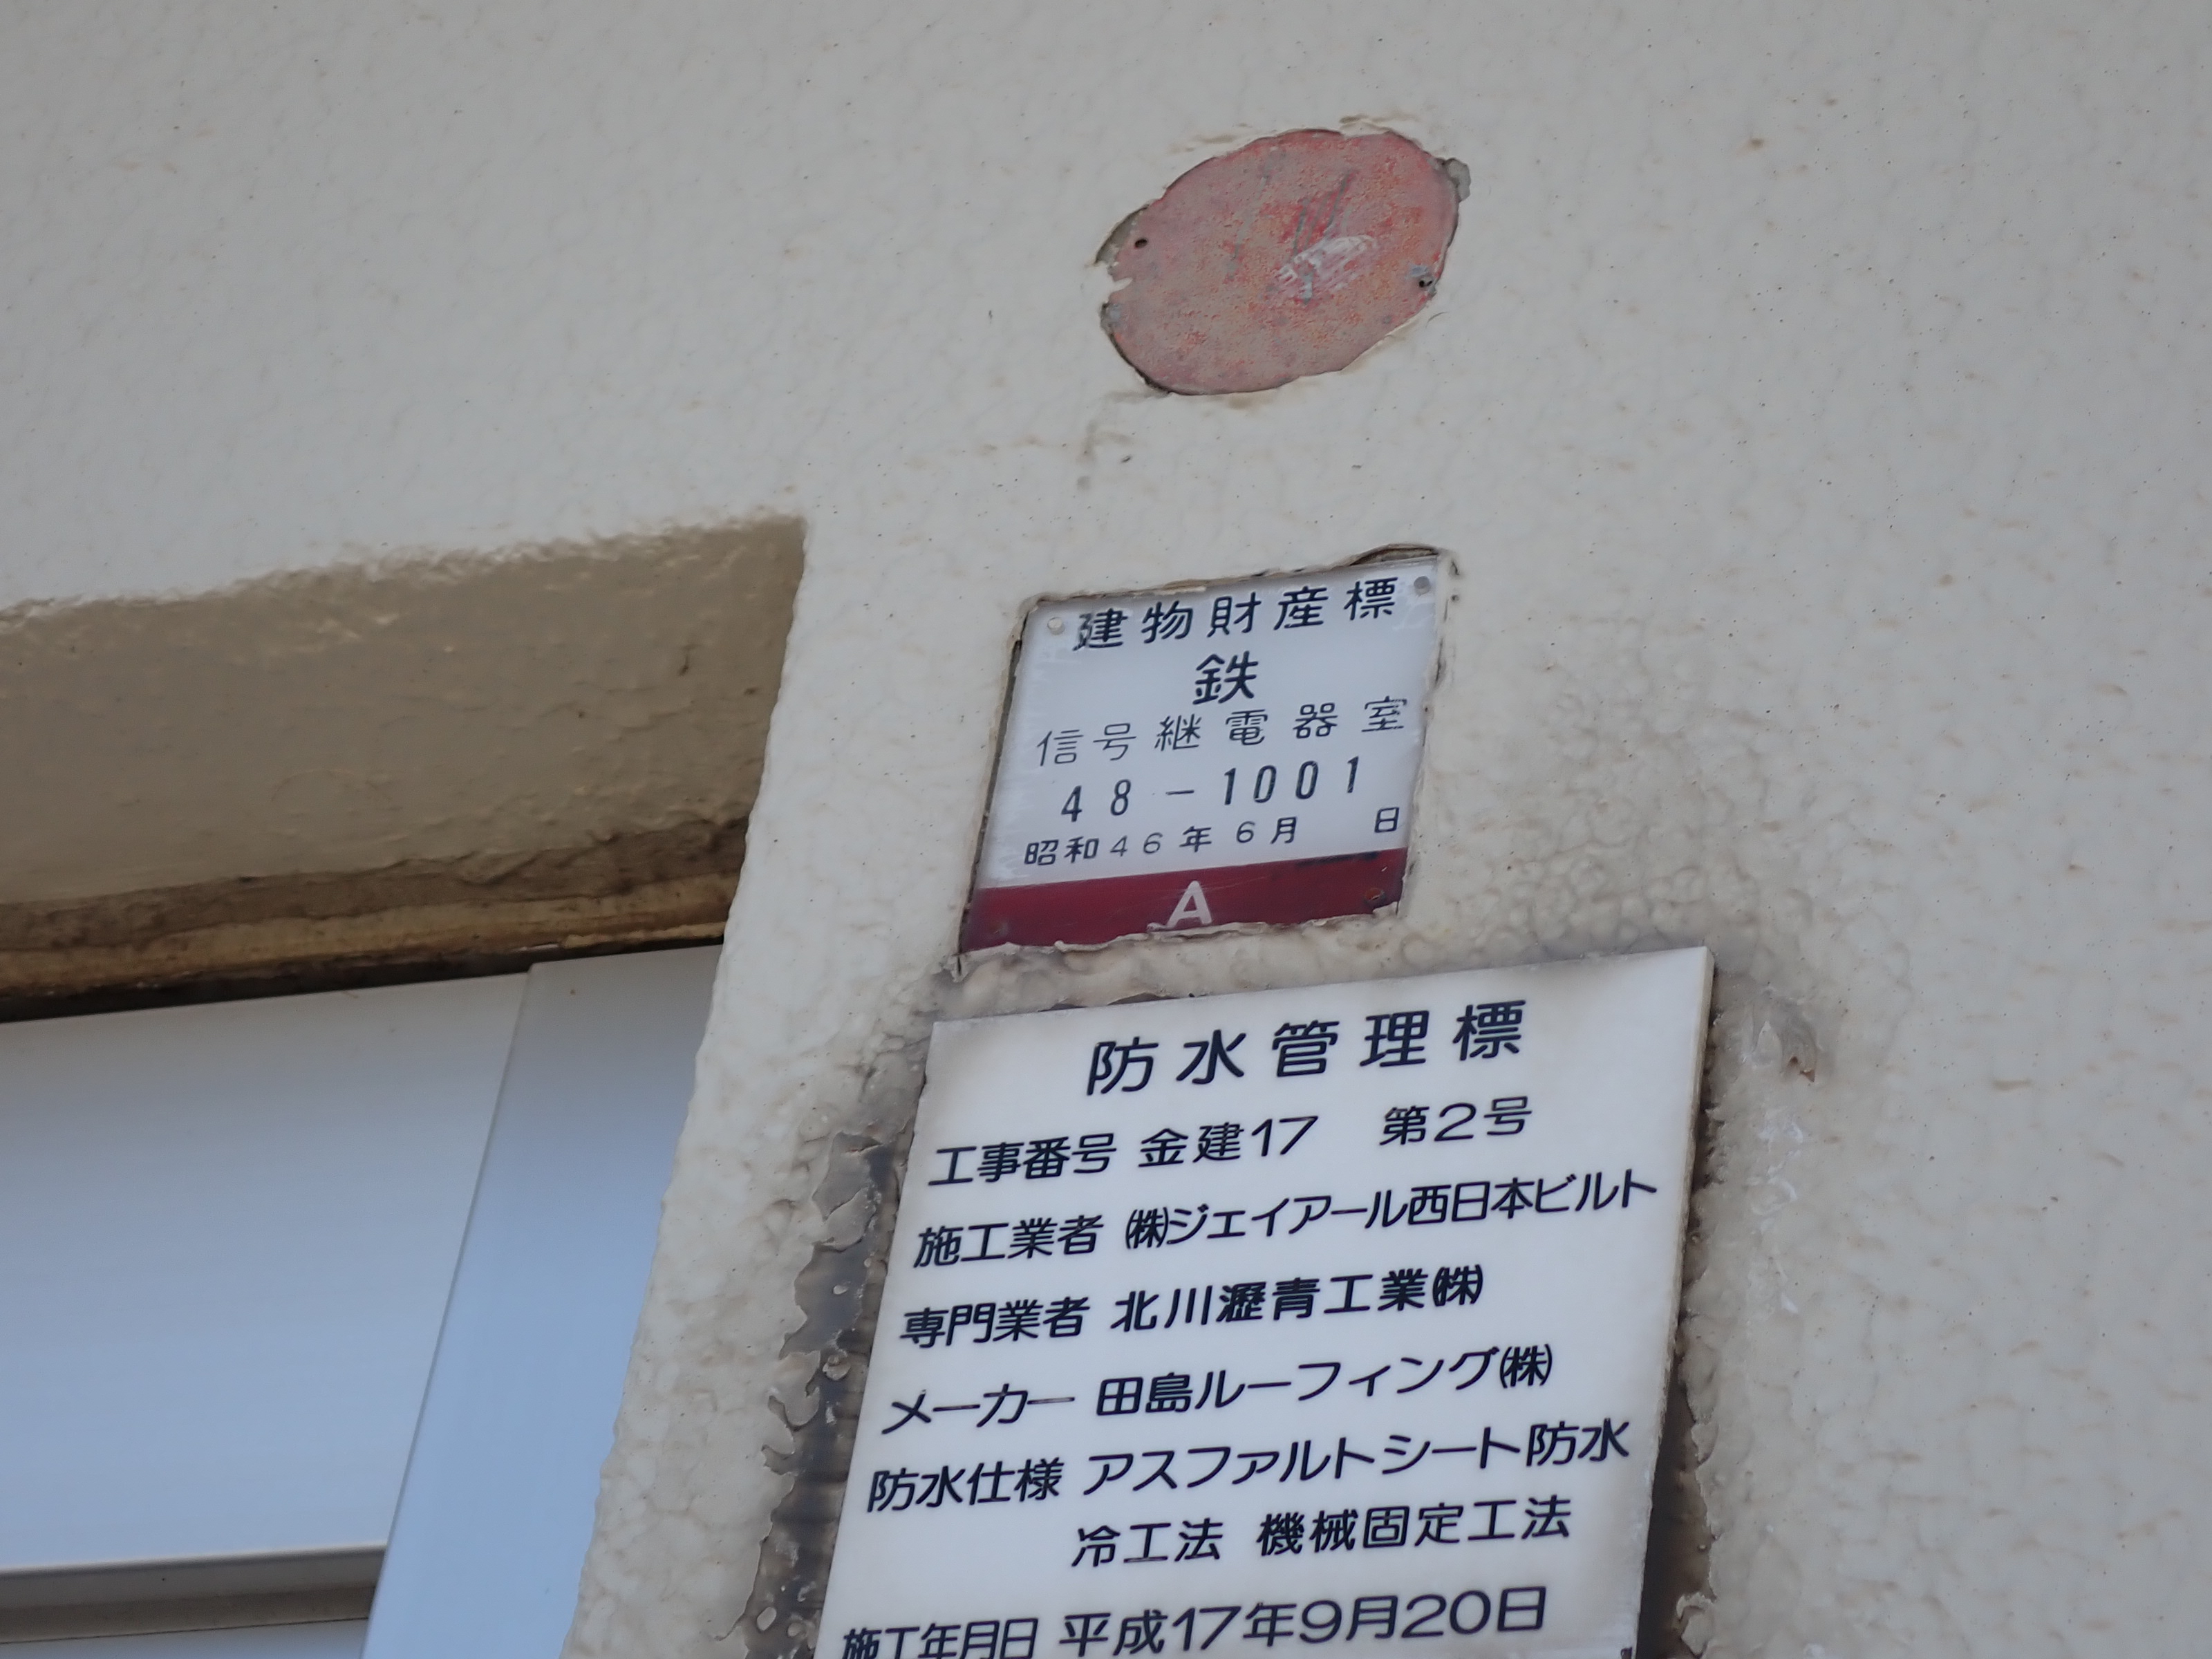 建物財産標
鉄
信号継電器室
48-1001
昭和46年6月 日
A
防水管理標
工事番号 金建17 第2号
施工業者 ㈱ジェイアール西日本ビルト
専門業者 北川瀝青工業㈱
メーカー 田島ルーフィング㈱
防水仕様 アスファルトシート防水
冷工法 機械固定工法
施工年月日 平成17年9月20日